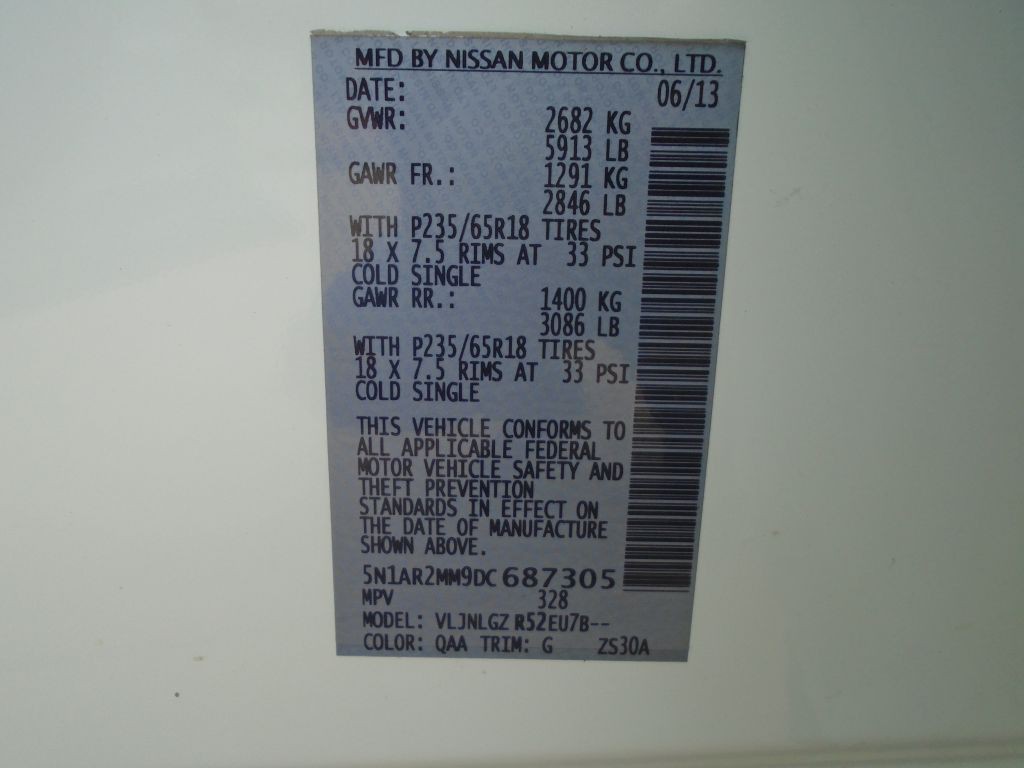 MFD BY NISSAN MOTOR CO., LTD.
DATE: 06/13
GVWR: 2682 KG
5913 LB
GAWR FR.: 1291 KG
2846 LB
WITH P235/65R18 TIRES
18 X 7.5 RIMS AT 33 PSI
COLD SINGLE
GAWR RR.: 1400 KG
3086 LB
WITH P235/65R18 TIRES
18 X 7.5 RIMS AT 33 PSI
COLD SINGLE
THIS VEHICLE CONFORMS TO
ALL APPLICABLE FEDERAL
MOTOR VEHICLE SAFETY AND
THEFT PREVENTION
STANDARDS IN EFFECT ON
THE DATE OF MANUFACTURE
SHOWN ABOVE.
5N1AR2MM9DC687305
MPV 328
MODEL: VLJNLGZ R52EU7B--
COLOR: QAA TRIM: G ZS30A